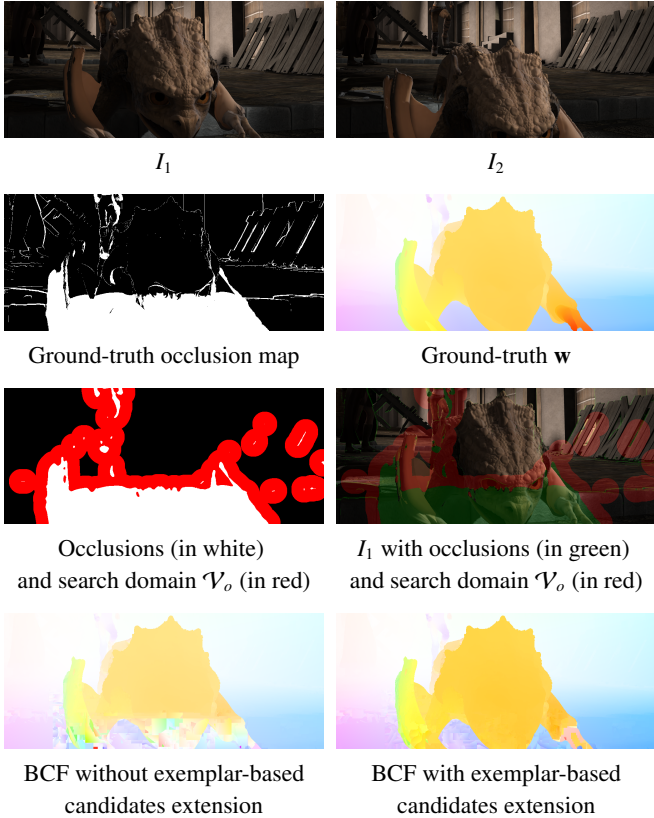 I₁
I₂
Ground-truth occlusion map
Ground-truth w
Occlusions (in white)
and search domain 𝒱ₒ (in red)
I₁ with occlusions (in green)
and search domain 𝒱ₒ (in red)
BCF without exemplar-based
candidates extension
BCF with exemplar-based
candidates extension